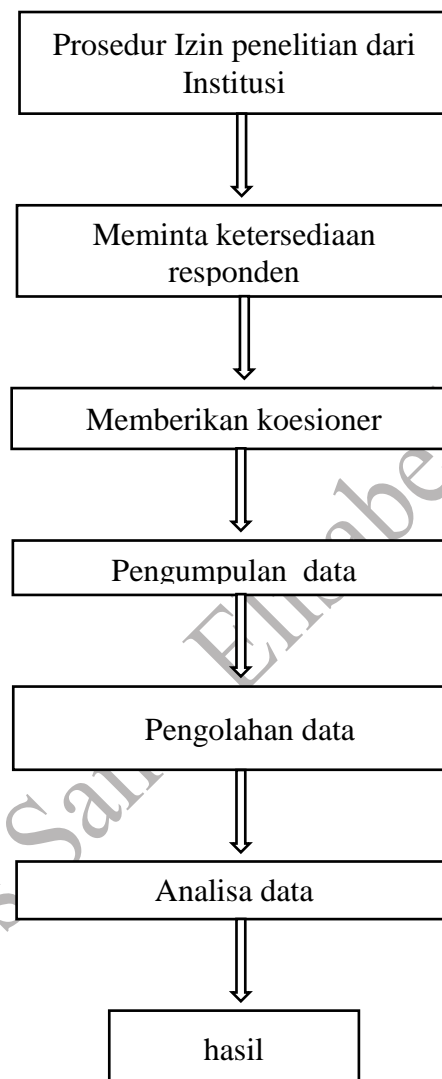 Prosedur Izin penelitian dari
Institusi
Meminta ketersediaan
responden
Memberikan koesioner
Pengumpulan data
Pengolahan data
Analisa data
hasil